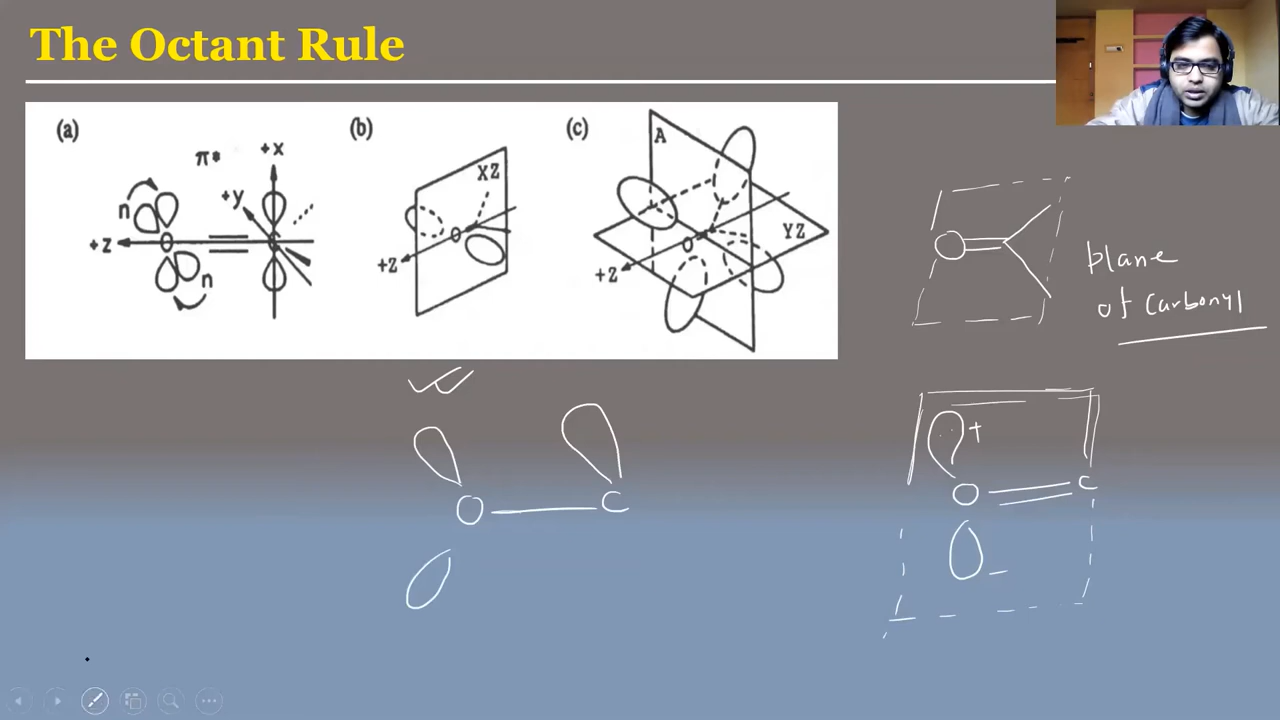 The Octant Rule
(a)
π*
+x
n
+y
+z
O
C
n
(b)
XZ
O
+z
(c)
A
O
YZ
+z
O
plane
of carbonyl
O
C
+
O
C
-